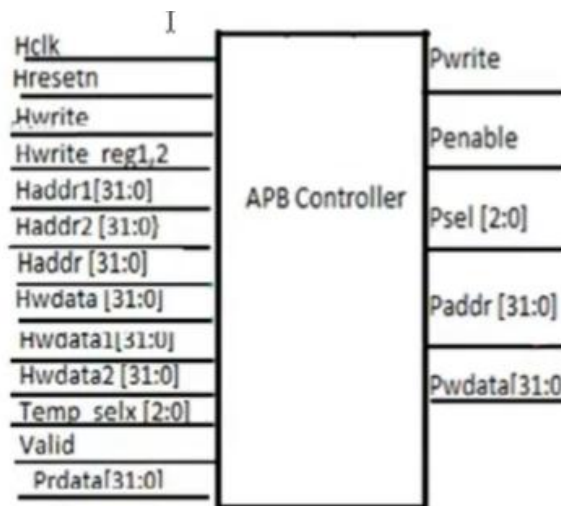 Hclk
Hresetn
Hwrite
Hwrite reg1,2
Haddr1[31:0]
Haddr2 [31:0}
Haddr [31:0]
Hwdata [31:0]
Hwdata1[31:0]
Hwdata2 [31:0]
Temp selx [2:0]
Valid
Prdata[31:0]
APB Controller
Pwrite
Penable
Psel [2:0]
Paddr [31:0]
Pwdata[31:0